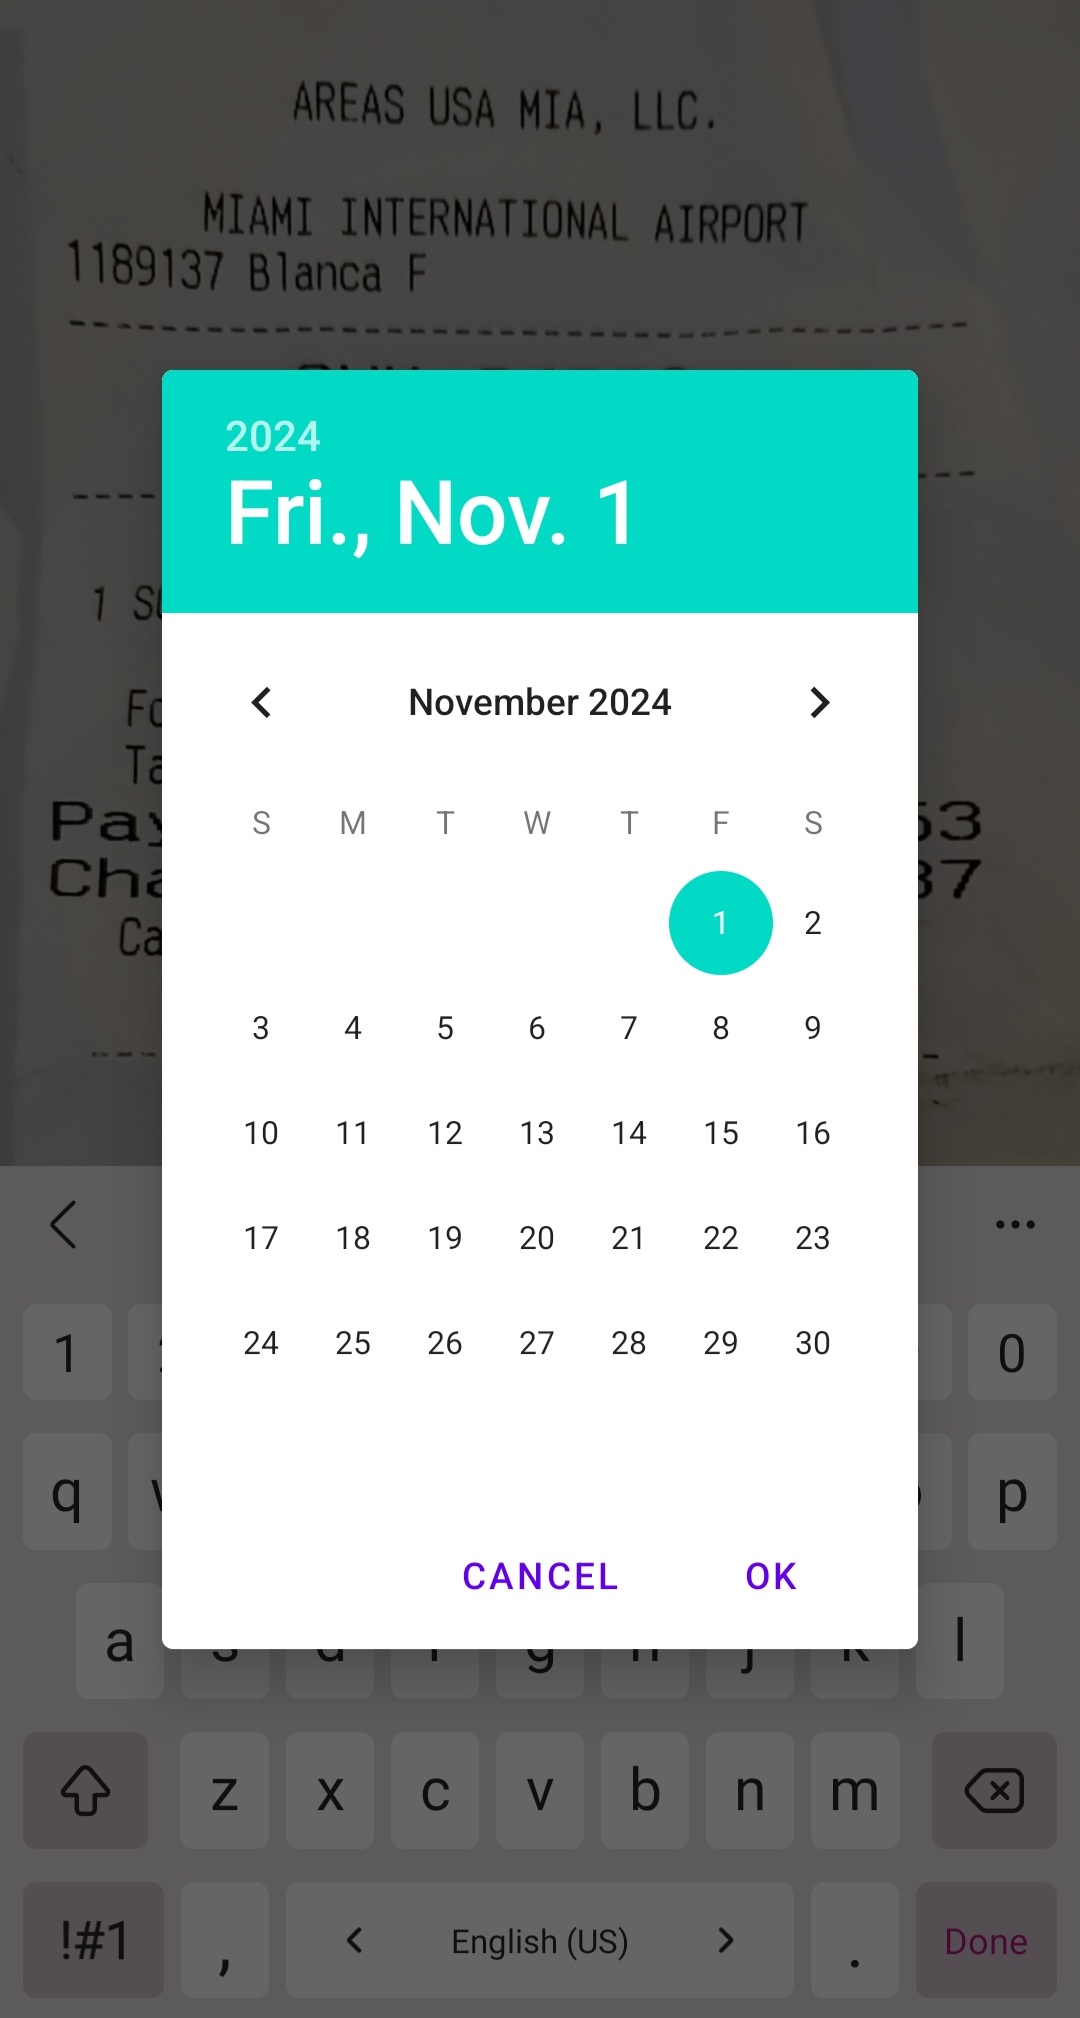 AREAS USA MIA, LLC.
MIAMI INTERNATIONAL AIRPORT
1189137 Blanca F
2024
Fri., Nov. 1
1
November 2024
S M T W T F S
1 2
3 4 5 6 7 8 9
10 11 12 13 14 15 16
17 18 19 20 21 22 23
24 25 26 27 28 29 30
1 0
q p
CANCEL OK
a l
z x c v b n m
!#1 , English (US) . Done